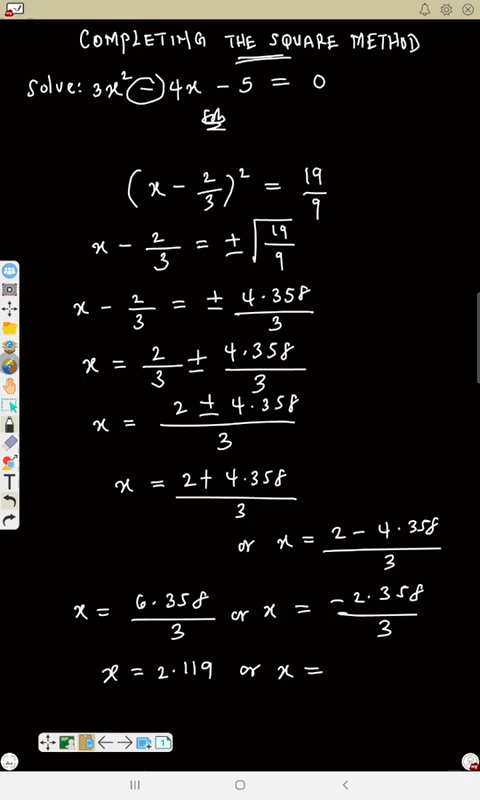 COMPLETING THE SQUARE METHOD
Solve: 3x² - 4x - 5 = 0
Soln
(x - 2/3)² = 19/9
x - 2/3 = ± √19/9
x - 2/3 = ± 4.358/3
x = 2/3 ± 4.358/3
x = 2 ± 4.358/3
x = 2 + 4.358/3
or x = 2 - 4.358/3
x = 6.358/3 or x = -2.358/3
x = 2.119 or x =
T
1